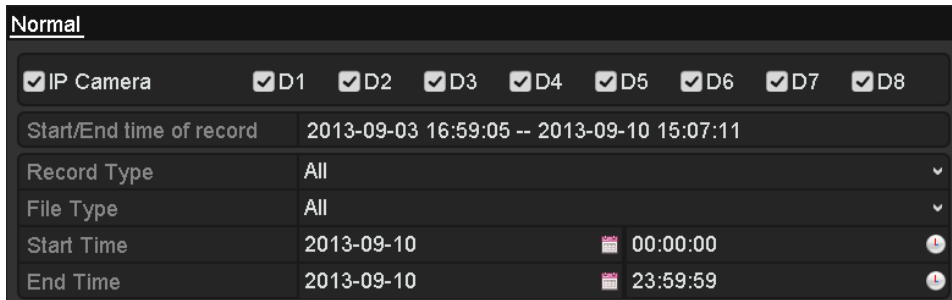 Normal
IP Camera D1 D2 D3 D4 D5 D6 D7 D8
Start/End time of record 2013-09-03 16:59:05 -- 2013-09-10 15:07:11
Record Type All
File Type All
Start Time 2013-09-10 00:00:00
End Time 2013-09-10 23:59:59